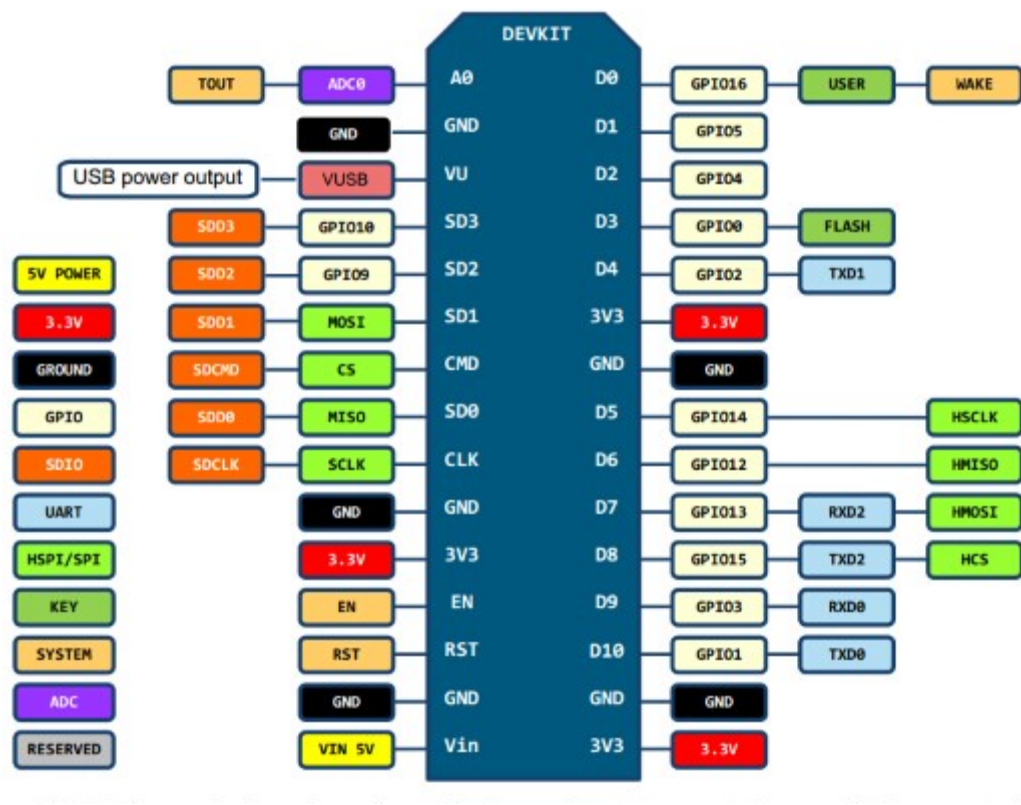 DEVKIT
TOUT ADC0 A0 D0 GPIO16 USER WAKE
GND GND D1 GPIO5
USB power output VUSB VU D2 GPIO4
SDD3 GPIO10 SD3 D3 GPIO0 FLASH
5V POWER SDD2 GPIO9 SD2 D4 GPIO2 TXD1
3.3V SDD1 MOSI SD1 3V3 3.3V
GROUND SDCMD CS CMD GND GND
GPIO SDD0 MISO SD0 D5 GPIO14 HSCLK
SDIO SDCLK SCLK CLK D6 GPIO12 HMISO
UART GND GND D7 GPIO13 RXD2 HMOSI
HSPI/SPI 3.3V 3V3 D8 GPIO15 TXD2 HCS
KEY EN EN D9 GPIO3 RXD0
SYSTEM RST RST D10 GPIO1 TXD0
ADC GND GND GND GND
RESERVED VIN 5V Vin 3V3 3.3V